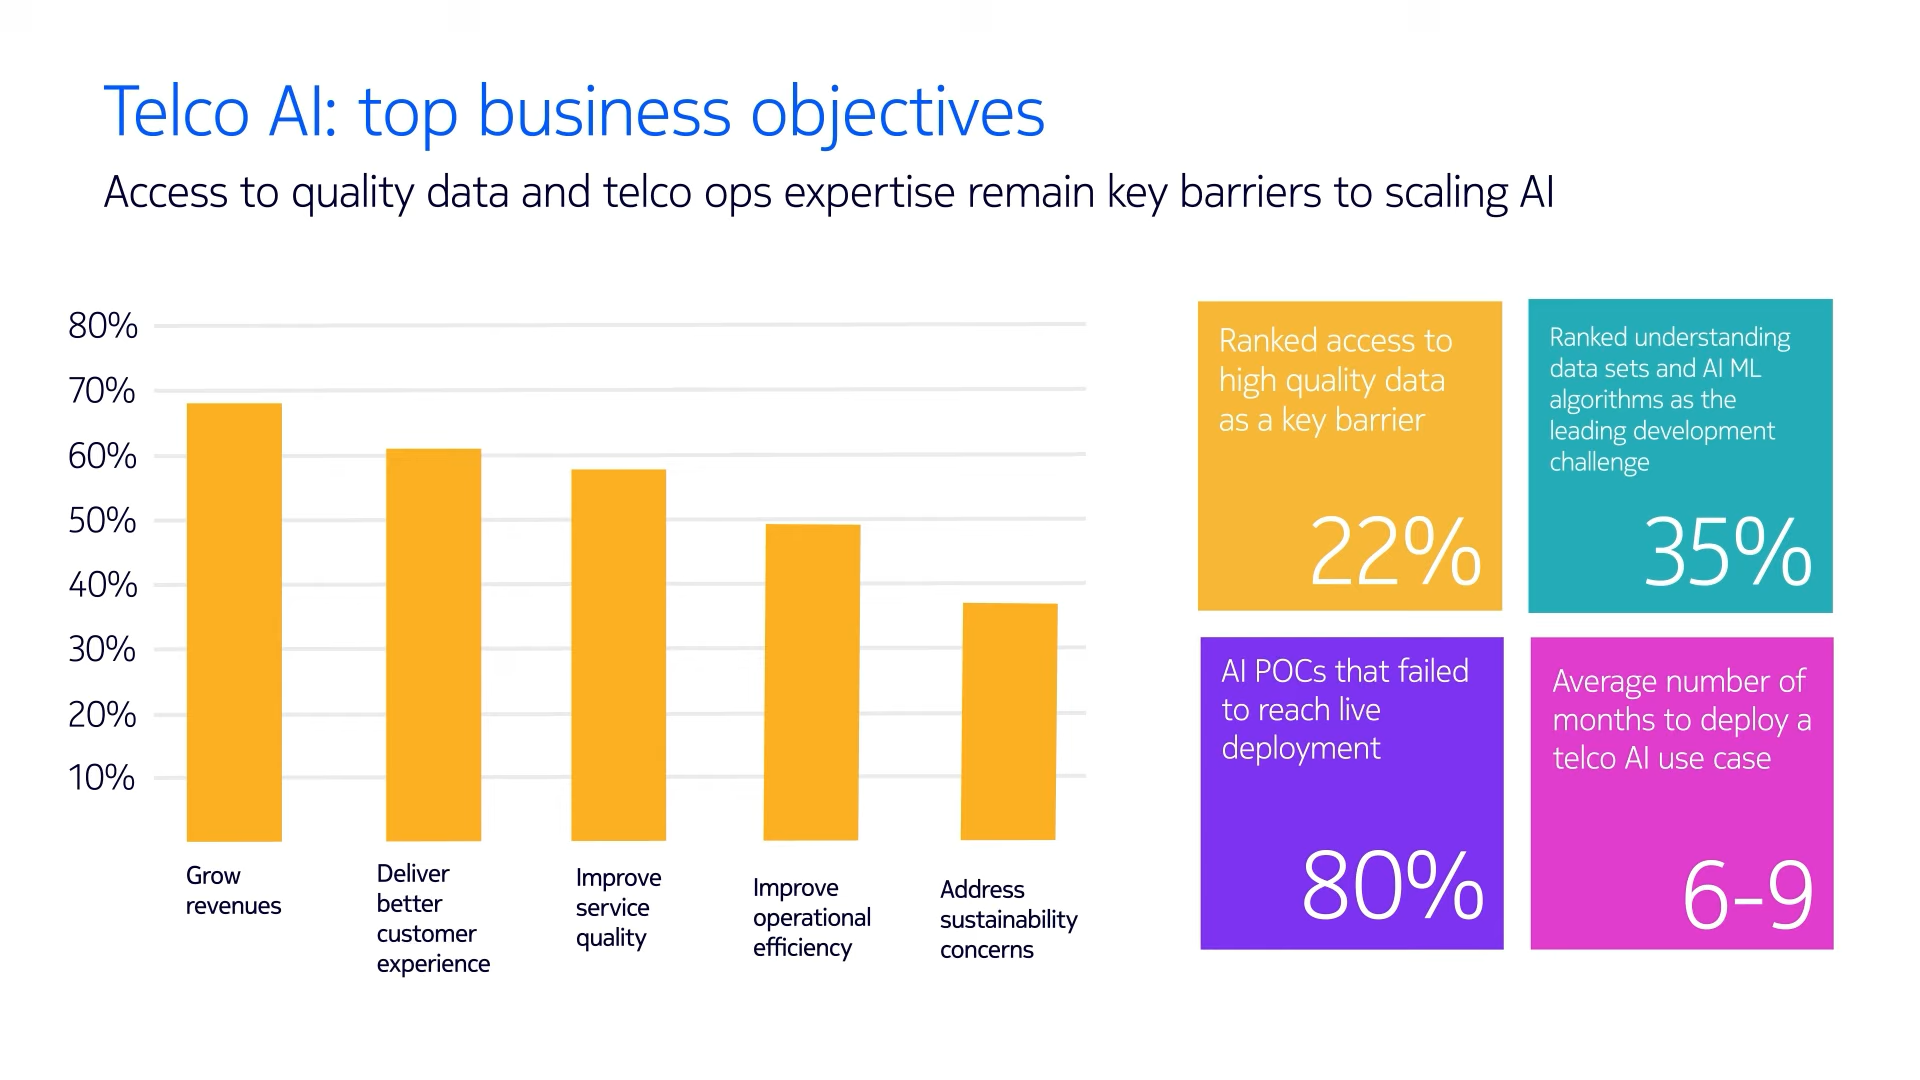 Telco AI: top business objectives
Access to quality data and telco ops expertise remain key barriers to scaling AI
80%
70%
60%
50%
40%
30%
20%
10%
Grow
revenues
Deliver
better
customer
experience
Improve
service
quality
Improve
operational
efficiency
Address
sustainability
concerns
Ranked access to
high quality data
as a key barrier
22%
Ranked understanding
data sets and AI ML
algorithms as the
leading development
challenge
35%
AI POCs that failed
to reach live
deployment
80%
Average number of
months to deploy a
telco AI use case
6-9